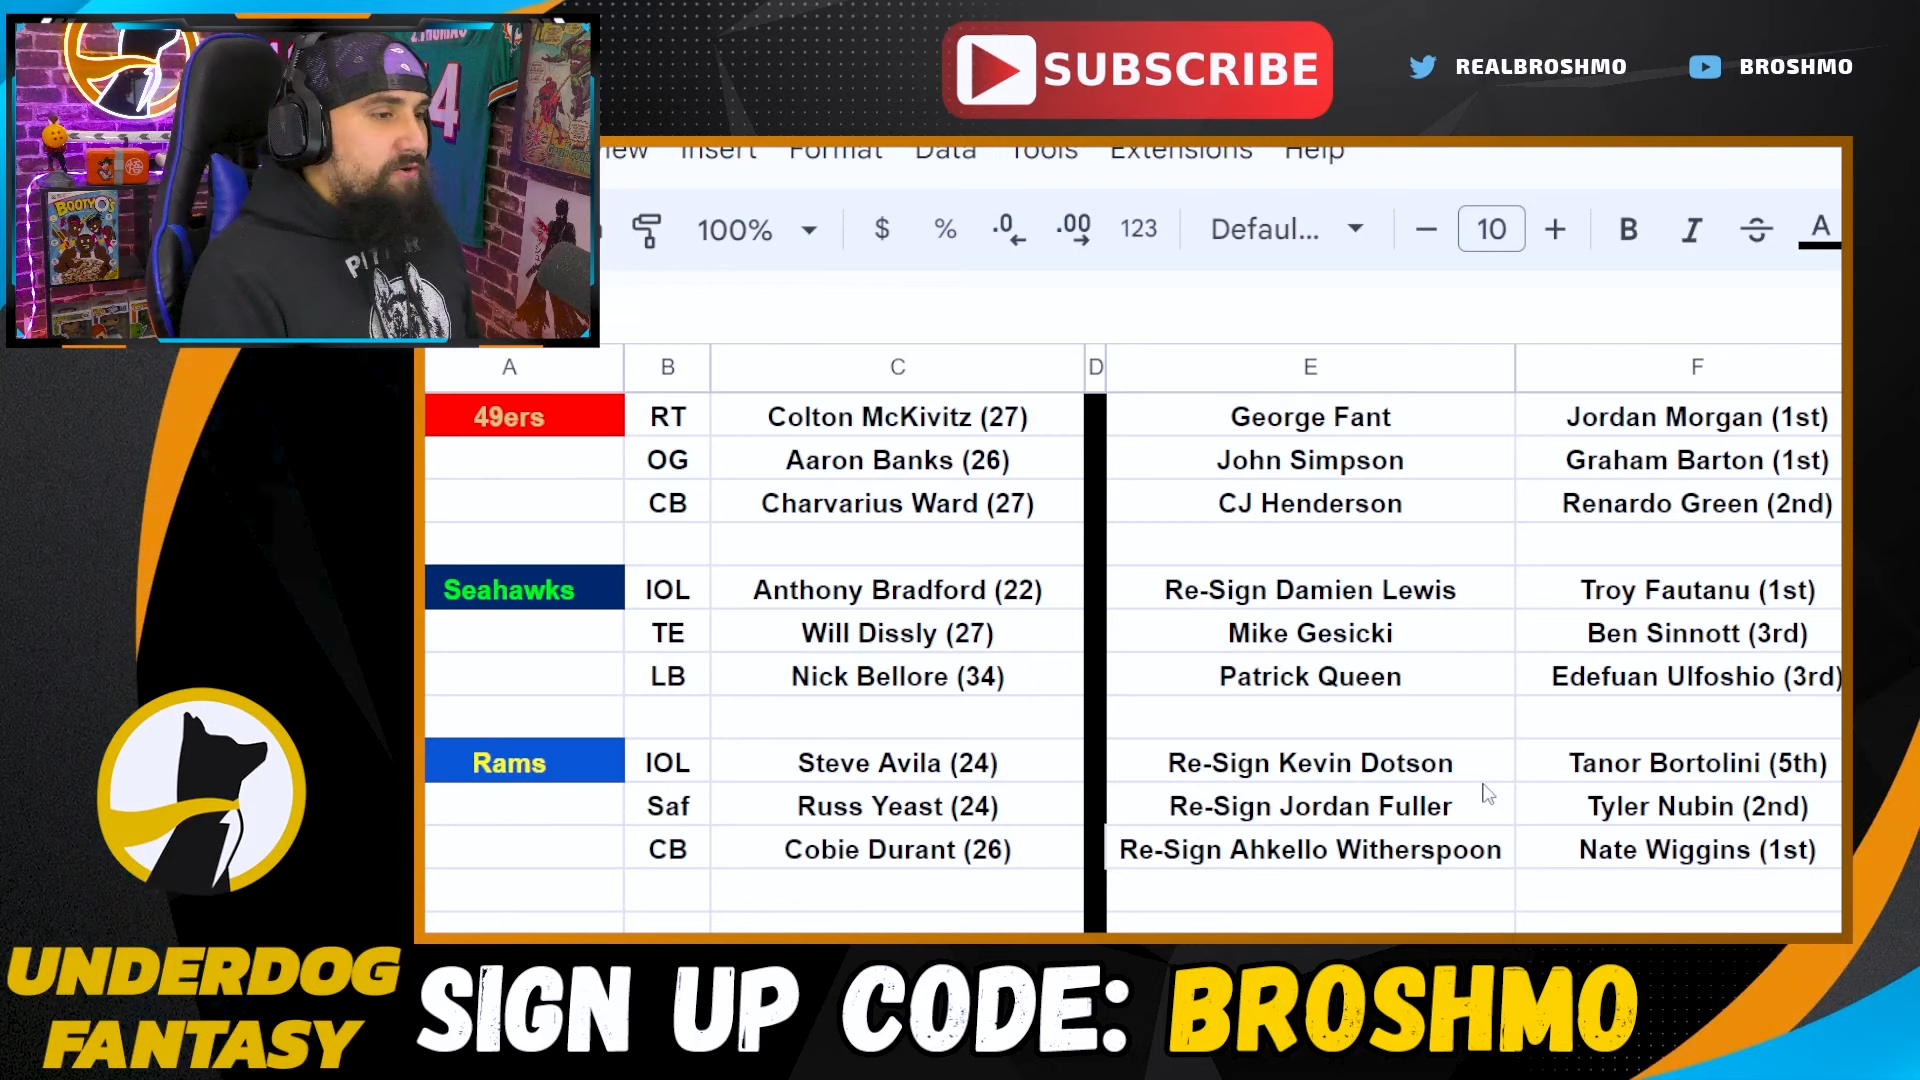 SUBSCRIBE
REALBROSHMO
BROSHMO
Z.THOMAS
4
BOOTYO'S
Insert Format Data Tools Extensions Help
100% $ % .0 .00 123 Defaul... 10 B I S A
A B C D E F
49ers RT Colton McKivitz (27) George Fant Jordan Morgan (1st)
OG Aaron Banks (26) John Simpson Graham Barton (1st)
CB Charvarius Ward (27) CJ Henderson Renardo Green (2nd)
Seahawks IOL Anthony Bradford (22) Re-Sign Damien Lewis Troy Fautanu (1st)
TE Will Dissly (27) Mike Gesicki Ben Sinnott (3rd)
LB Nick Bellore (34) Patrick Queen Edefuan Ulfoshio (3rd)
Rams IOL Steve Avila (24) Re-Sign Kevin Dotson Tanor Bortolini (5th)
Saf Russ Yeast (24) Re-Sign Jordan Fuller Tyler Nubin (2nd)
CB Cobie Durant (26) Re-Sign Ahkello Witherspoon Nate Wiggins (1st)
UNDERDOG
FANTASY
SIGN UP CODE: BROSHMO